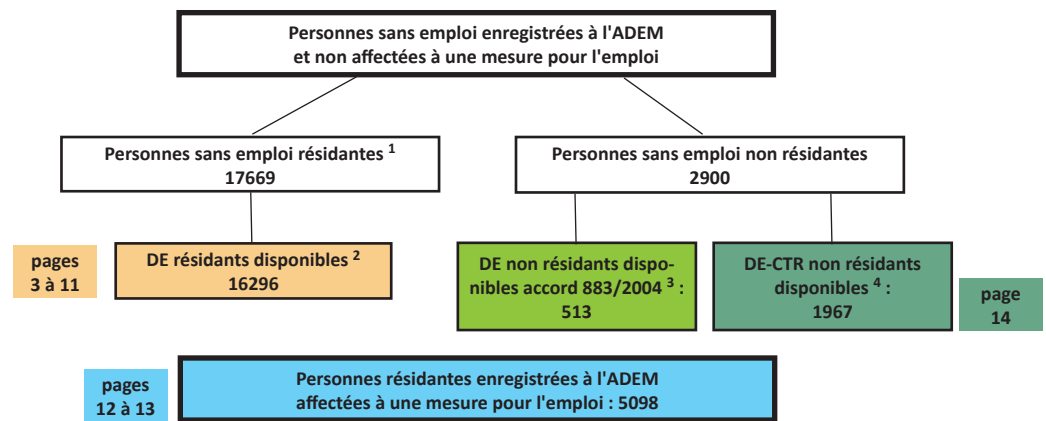 Personnes sans emploi enregistrées à l'ADEM
et non affectées à une mesure pour l'emploi
Personnes sans emploi résidantes 1
17669
Personnes sans emploi non résidantes
2900
pages
3 à 11
DE résidants disponibles 2
16296
DE non résidants dispo-
nibles accord 883/2004 3 :
513
DE-CTR non résidants
disponibles 4 :
1967
page
14
pages
12 à 13
Personnes résidantes enregistrées à l'ADEM
affectées à une mesure pour l'emploi : 5098